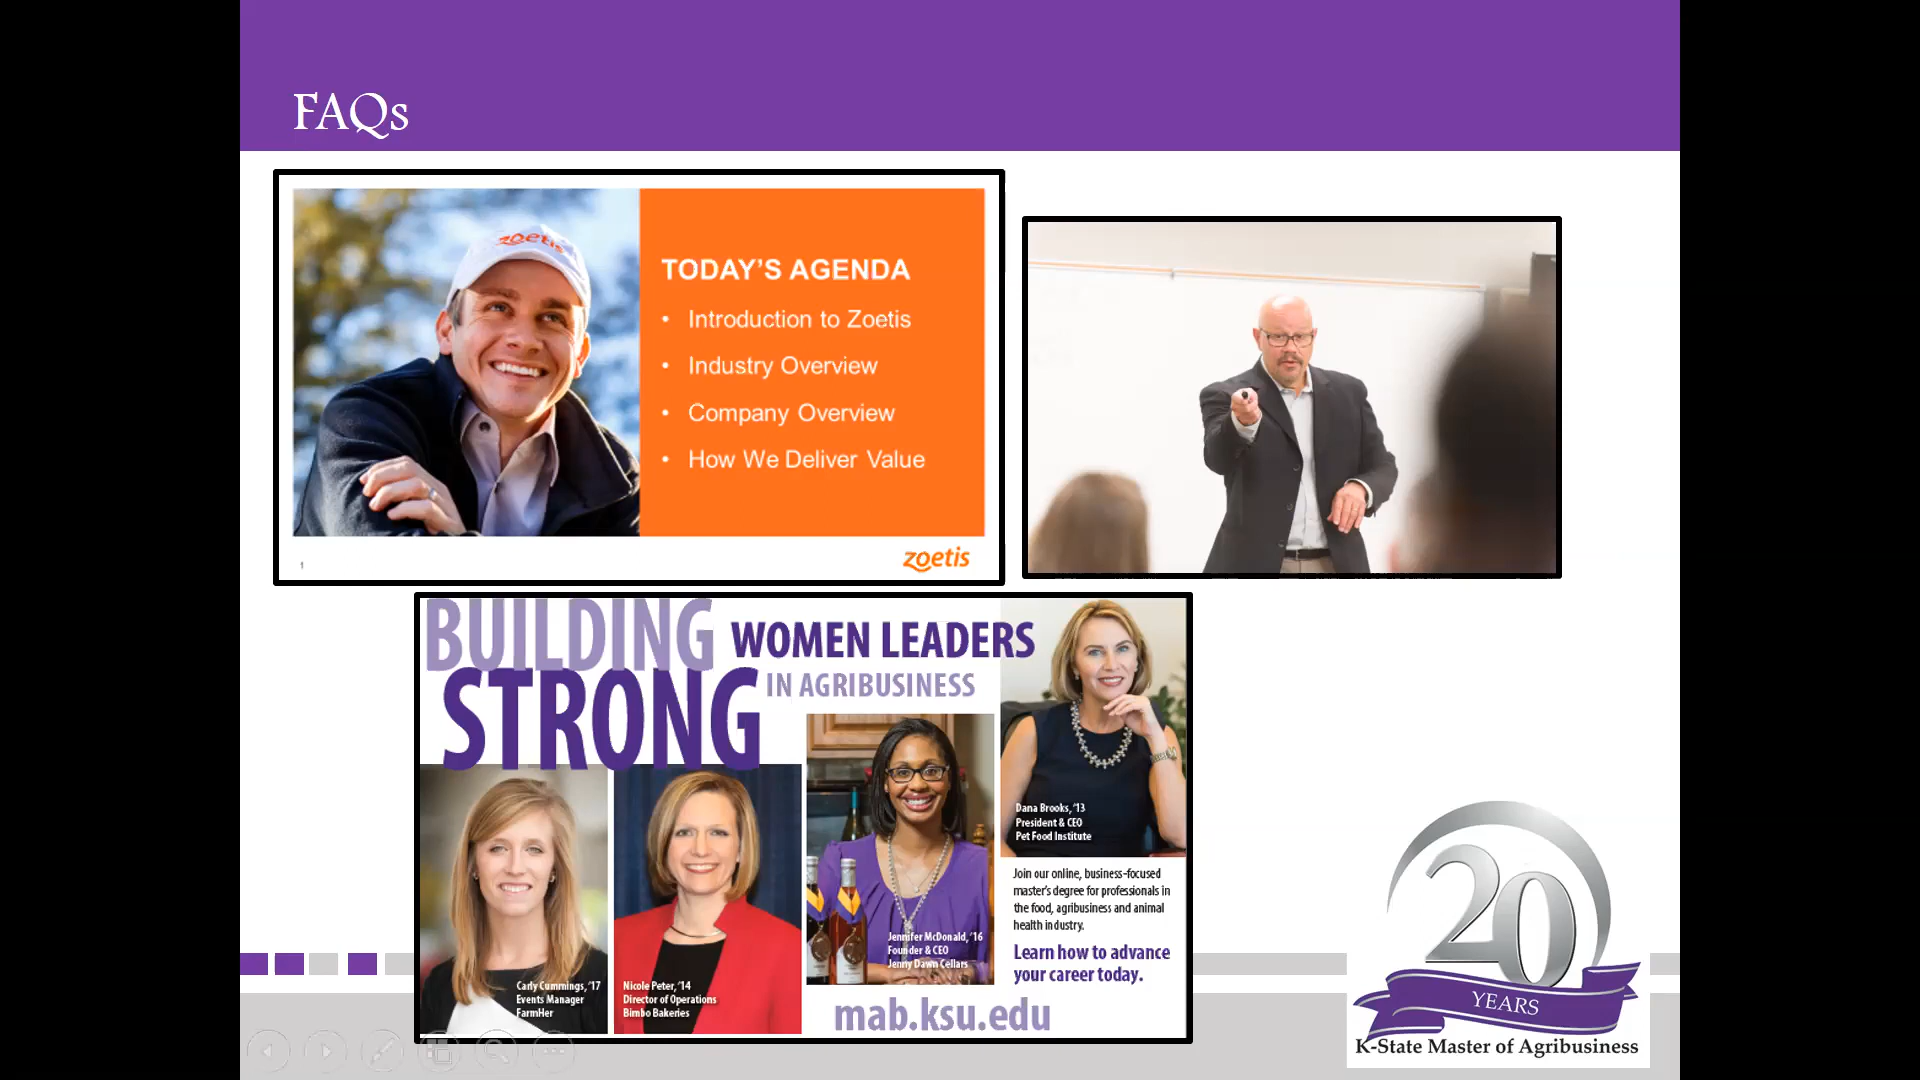 FAQs
zoetis
TODAY'S AGENDA
• Introduction to Zoetis
• Industry Overview
• Company Overview
• How We Deliver Value
1
zoetis
BUILDING
STRONG
WOMEN LEADERS
IN AGRIBUSINESS
Dana Brooks, '13
President & CEO
Pet Food Institute
Jennifer McDonald, '16
Founder & CEO
Jenny Dawn Cellars
Carly Cummings, '17
Events Manager
FarmHer
Nicole Peter, '14
Director of Operations
Bimbo Bakeries
Join our online, business-focused
master's degree for professionals in
the food, agribusiness and animal
health industry.
Learn how to advance
your career today.
mab.ksu.edu
20
YEARS
K-State Master of Agribusiness